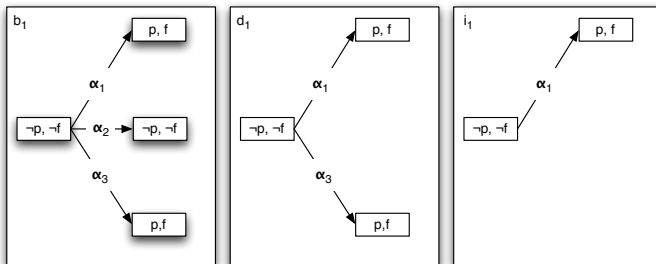 b₁
p, f
α₁
¬p, ¬f
α₂
¬p, ¬f
α₃
p,f
d₁
p, f
α₁
¬p, ¬f
α₃
p,f
i₁
p, f
α₁
¬p, ¬f